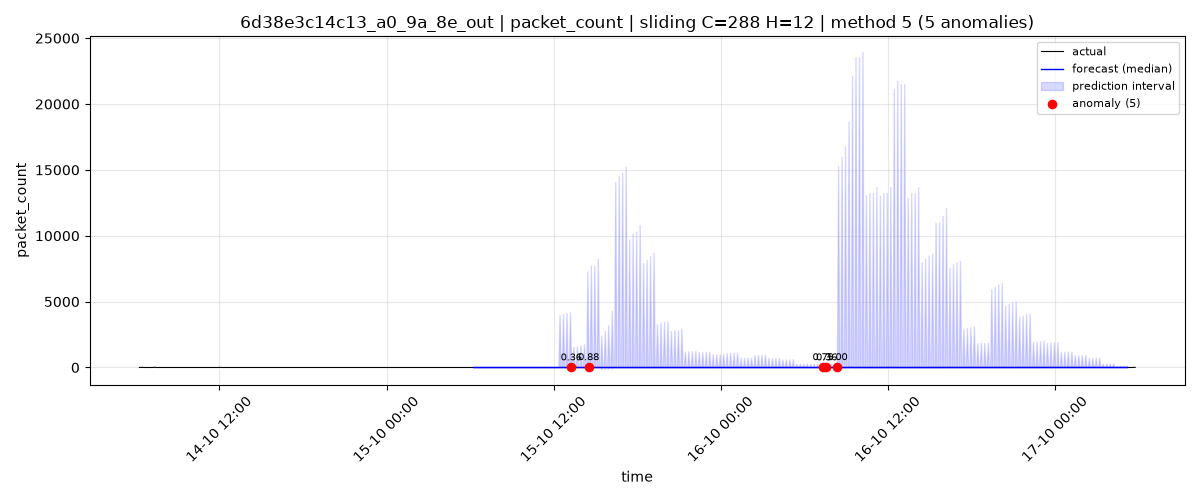 6d38e3c14c13_a0_9a_8e_out | packet_count | sliding C=288 H=12 | method 5 (5 anomalies)
actual
forecast (median)
prediction interval
anomaly (5)
packet_count
25000
20000
15000
10000
5000
0
0.36
0.88
14-10 12:00
15-10 00:00
15-10 12:00
16-10 00:00
16-10 12:00
17-10 00:00
time